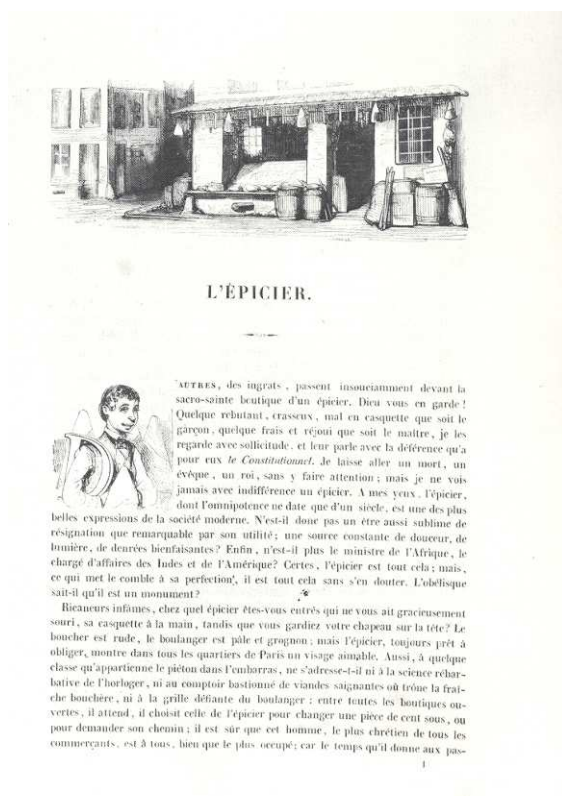 L'ÉPICIER.
AUTRES, des ingrats, passent insouciamment devant la
sacro-sainte boutique d'un épicier. Dieu vous en garde!
Quelque rebutant, crasseux, mal en casquette que soit le
garçon, quelque frais et réjoui que soit le maître, je les
regarde avec sollicitude, et leur parle avec la déférence qu'a
pour eux le Constitutionnel. Je laisse aller un mort, un
évêque, un roi, sans y faire attention; mais je ne vois
jamais avec indifférence un épicier. A mes yeux, l'épicier,
dont l'omnipotence ne date que d'un siècle, est une des plus
belles expressions de la société moderne. N'est-il donc pas un être aussi sublime de
résignation que remarquable par son utilité; une source constante de douceur, de
lumière, de denrées bienfaisantes? Enfin, n'est-il plus le ministre de l'Afrique, le
chargé d'affaires des Indes et de l'Amérique? Certes, l'épicier est tout cela; mais,
ce qui met le comble à sa perfection, il est tout cela sans s'en douter. L'obélisque
sait-il qu'il est un monument?
Ricaneurs infâmes, chez quel épicier êtes-vous entrés qui ne vous ait gracieusement
souri, sa casquette à la main, tandis que vous gardiez votre chapeau sur la tête? Le
boucher est rude, le boulanger est pâle et grognon; mais l'épicier, toujours prêt à
obliger, montre dans tous les quartiers de Paris un visage aimable. Aussi, à quelque
classe qu'appartienne le piéton dans l'embarras, ne s'adresse-t-il ni à la science rébar-
bative de l'horloger, ni au comptoir bastionné de viandes saignantes où trône la fraî-
che bouchère, ni à la grille défiante du boulanger: entre toutes les boutiques ou-
vertes, il attend, il choisit celle de l'épicier pour changer une pièce de cent sous, ou
pour demander son chemin; il est sûr que cet homme, le plus chrétien de tous les
commerçants, est à tous, bien que le plus occupé; car le temps qu'il donne aux pas-
1